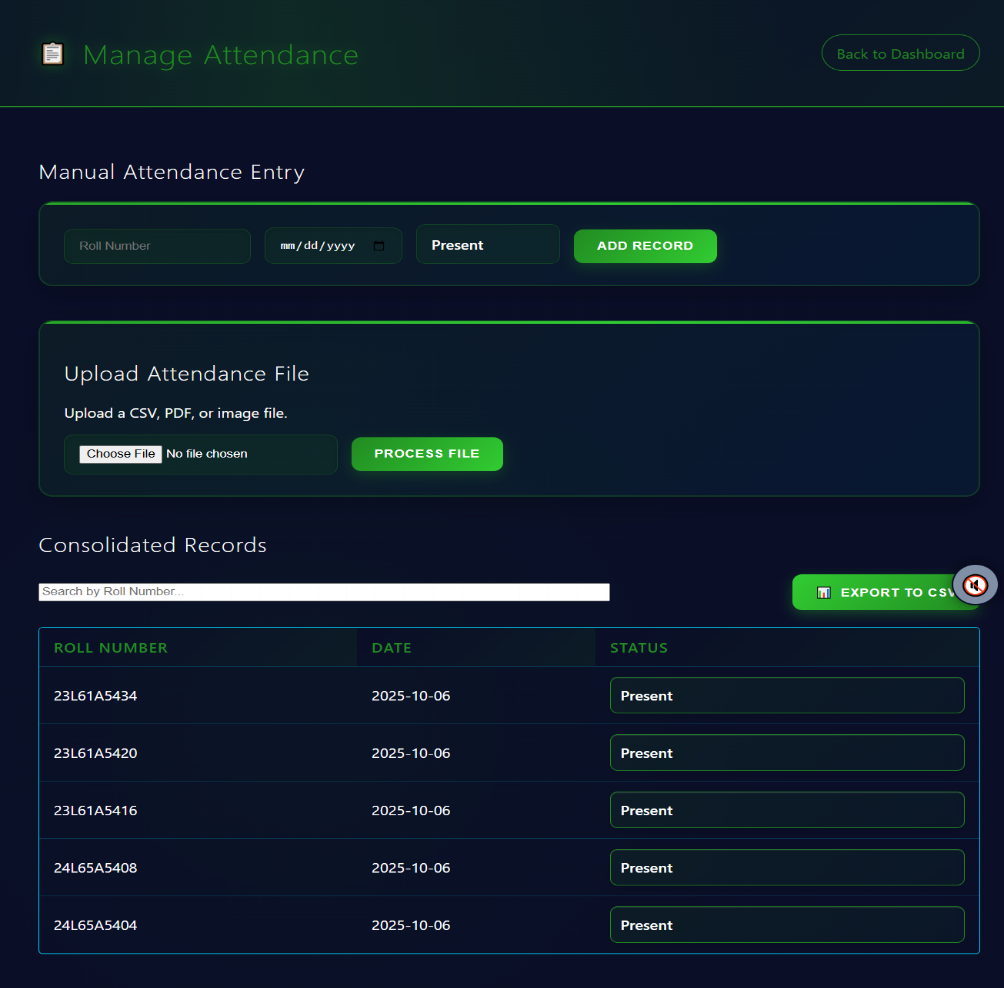 Manage Attendance
Back to Dashboard
Manual Attendance Entry
Roll Number
mm/dd/yyyy
Present
ADD RECORD
Upload Attendance File
Upload a CSV, PDF, or image file.
Choose File No file chosen
PROCESS FILE
Consolidated Records
Search by Roll Number...
EXPORT TO CSV
ROLL NUMBER DATE STATUS
23L61A5434 2025-10-06 Present
23L61A5420 2025-10-06 Present
23L61A5416 2025-10-06 Present
24L65A5408 2025-10-06 Present
24L65A5404 2025-10-06 Present